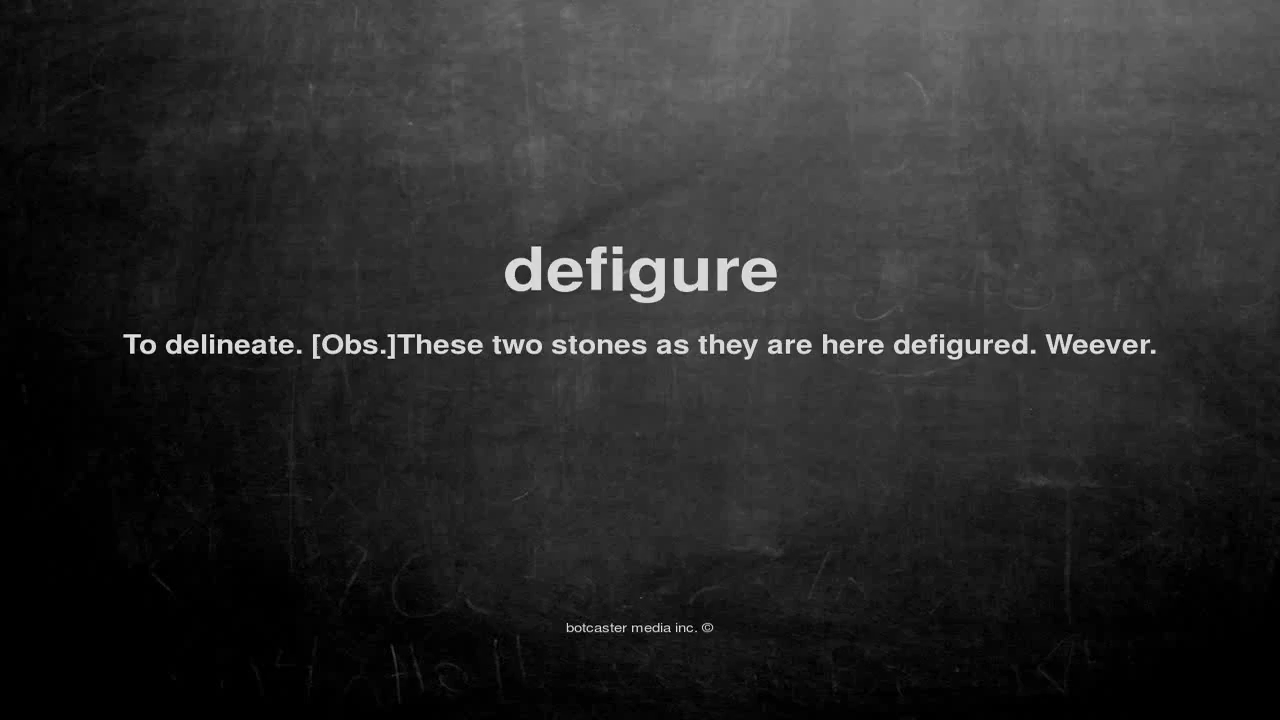 defigure
To delineate. [Obs.]These two stones as they are here defigured. Weever.
botcaster media inc. ©